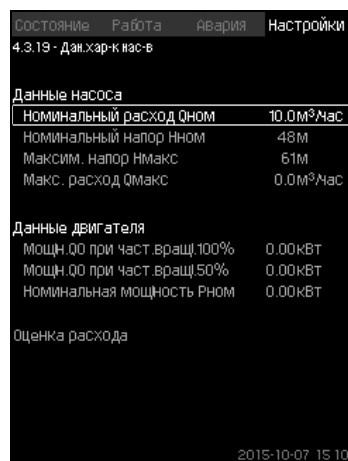 Состояние Работа Авария Настройки
4.3.19 - Дан.хар-к нас-в
Данные насоса
Номинальный расход Qном 10.0м³/час
Номинальный напор Hном 48м
Максим. напор Hмакс 61м
Макс. расход Qмакс 0.0м³/час
Данные двигателя
Мощн.Q0 при част.вращ.100% 0.00кВт
Мощн.Q0 при част.вращ.50% 0.00кВт
Номинальная мощность Pном 0.00кВт
Оценка расхода
2015-10-07 15:10